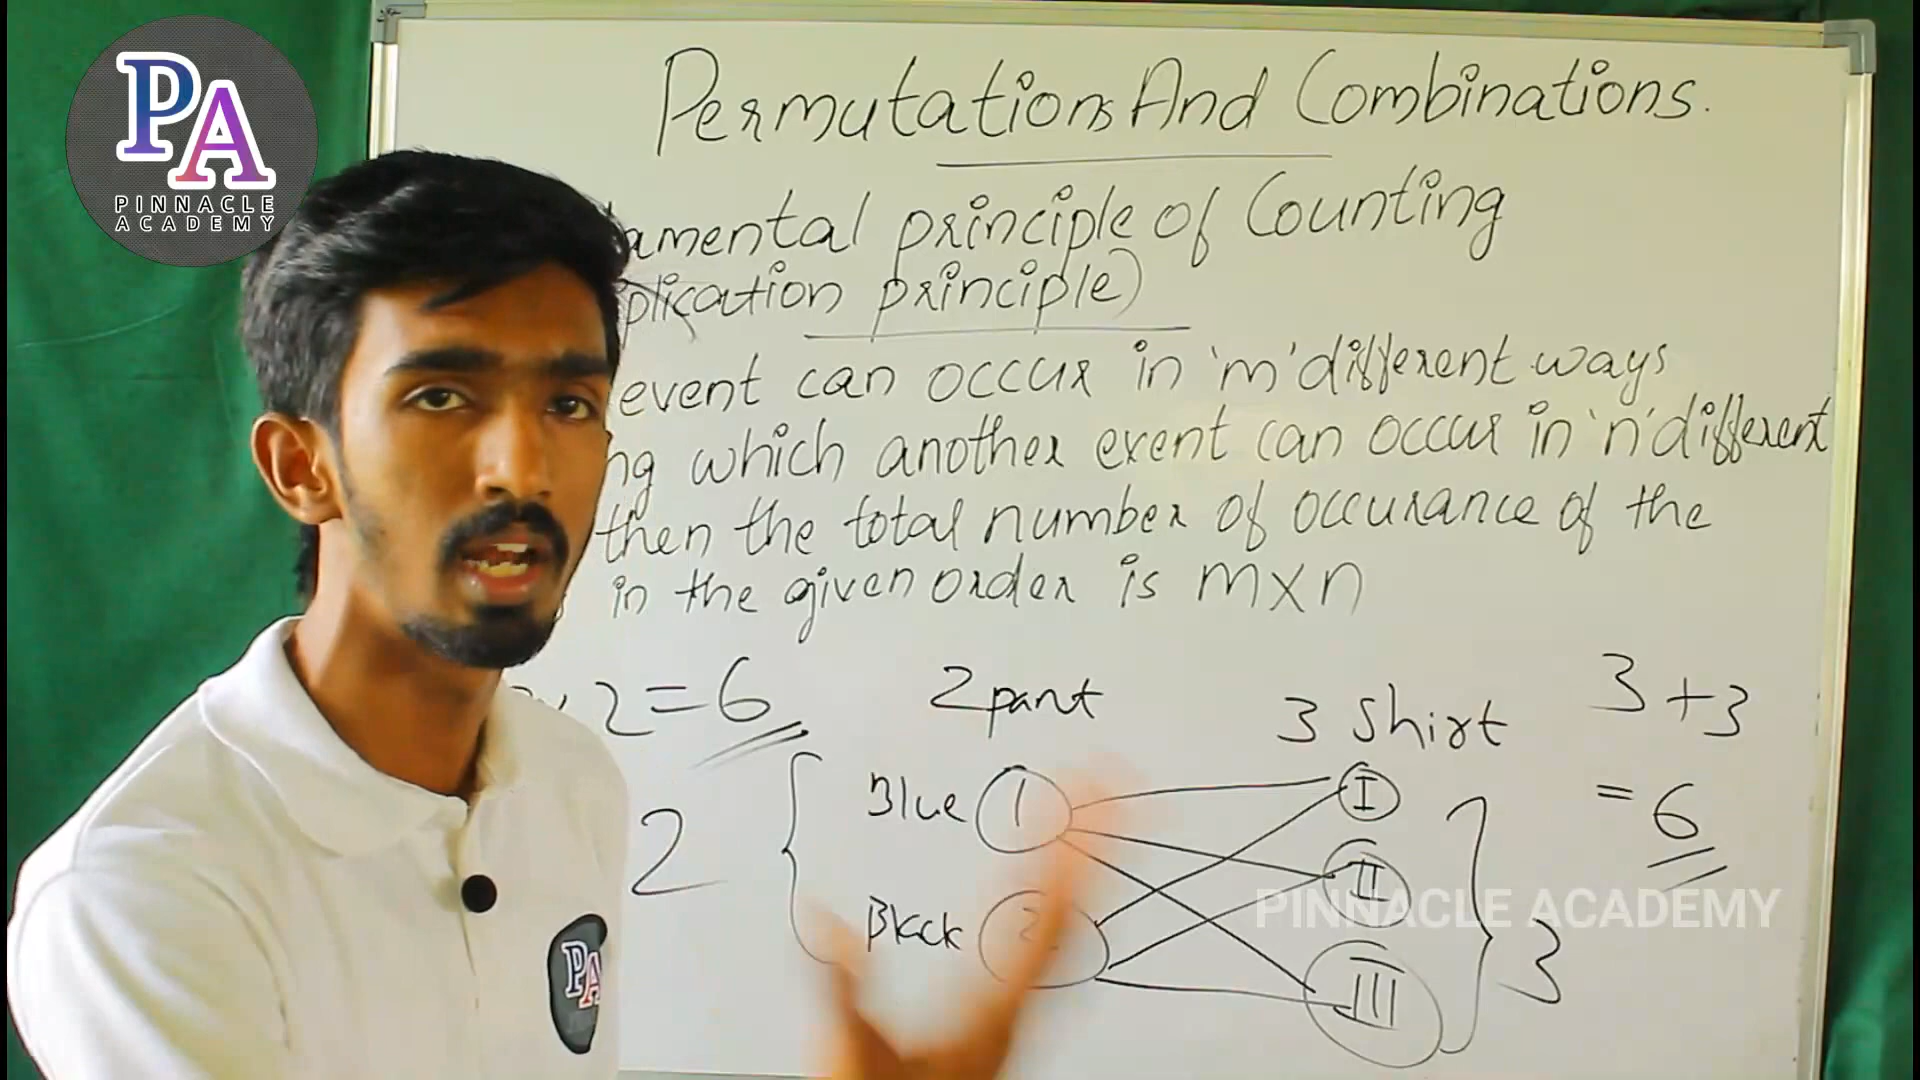 PA
PINNACLE
ACADEMY
Permutations And Combinations.
amental principle of Counting
plication principle)
event can occur in 'm' different ways
ng which another event can occur in 'n' different
then the total number of occurance of the
in the given order is m×n
2=6
2 pant
3 Shirt
3+3
=6
Blue 1
I
2
II
Black 2
III
3
PINNACLE ACADEMY
PA